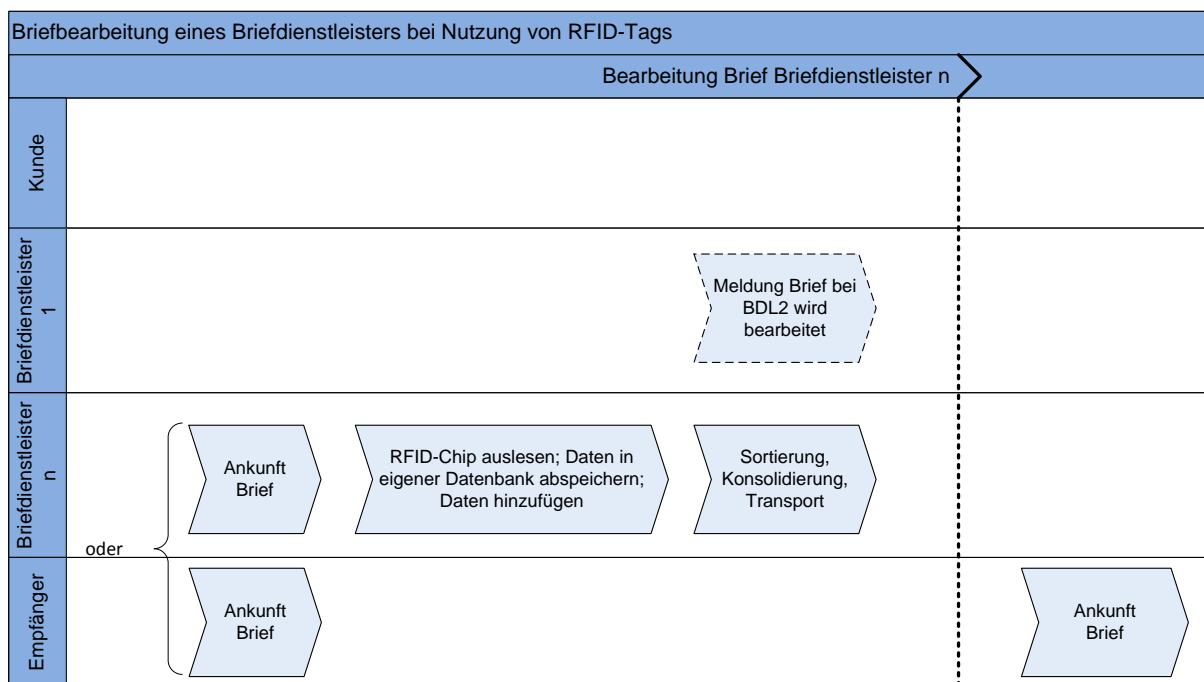 Briefbearbeitung eines Briefdienstleisters bei Nutzung von RFID-Tags
Bearbeitung Brief Briefdienstleister n
Kunde
Briefdienstleister
1
Meldung Brief bei
BDL2 wird
bearbeitet
Briefdienstleister
n
oder
Ankunft
Brief
RFID-Chip auslesen; Daten in
eigener Datenbank abspeichern;
Daten hinzufügen
Sortierung,
Konsolidierung,
Transport
Empfänger
Ankunft
Brief
Ankunft
Brief